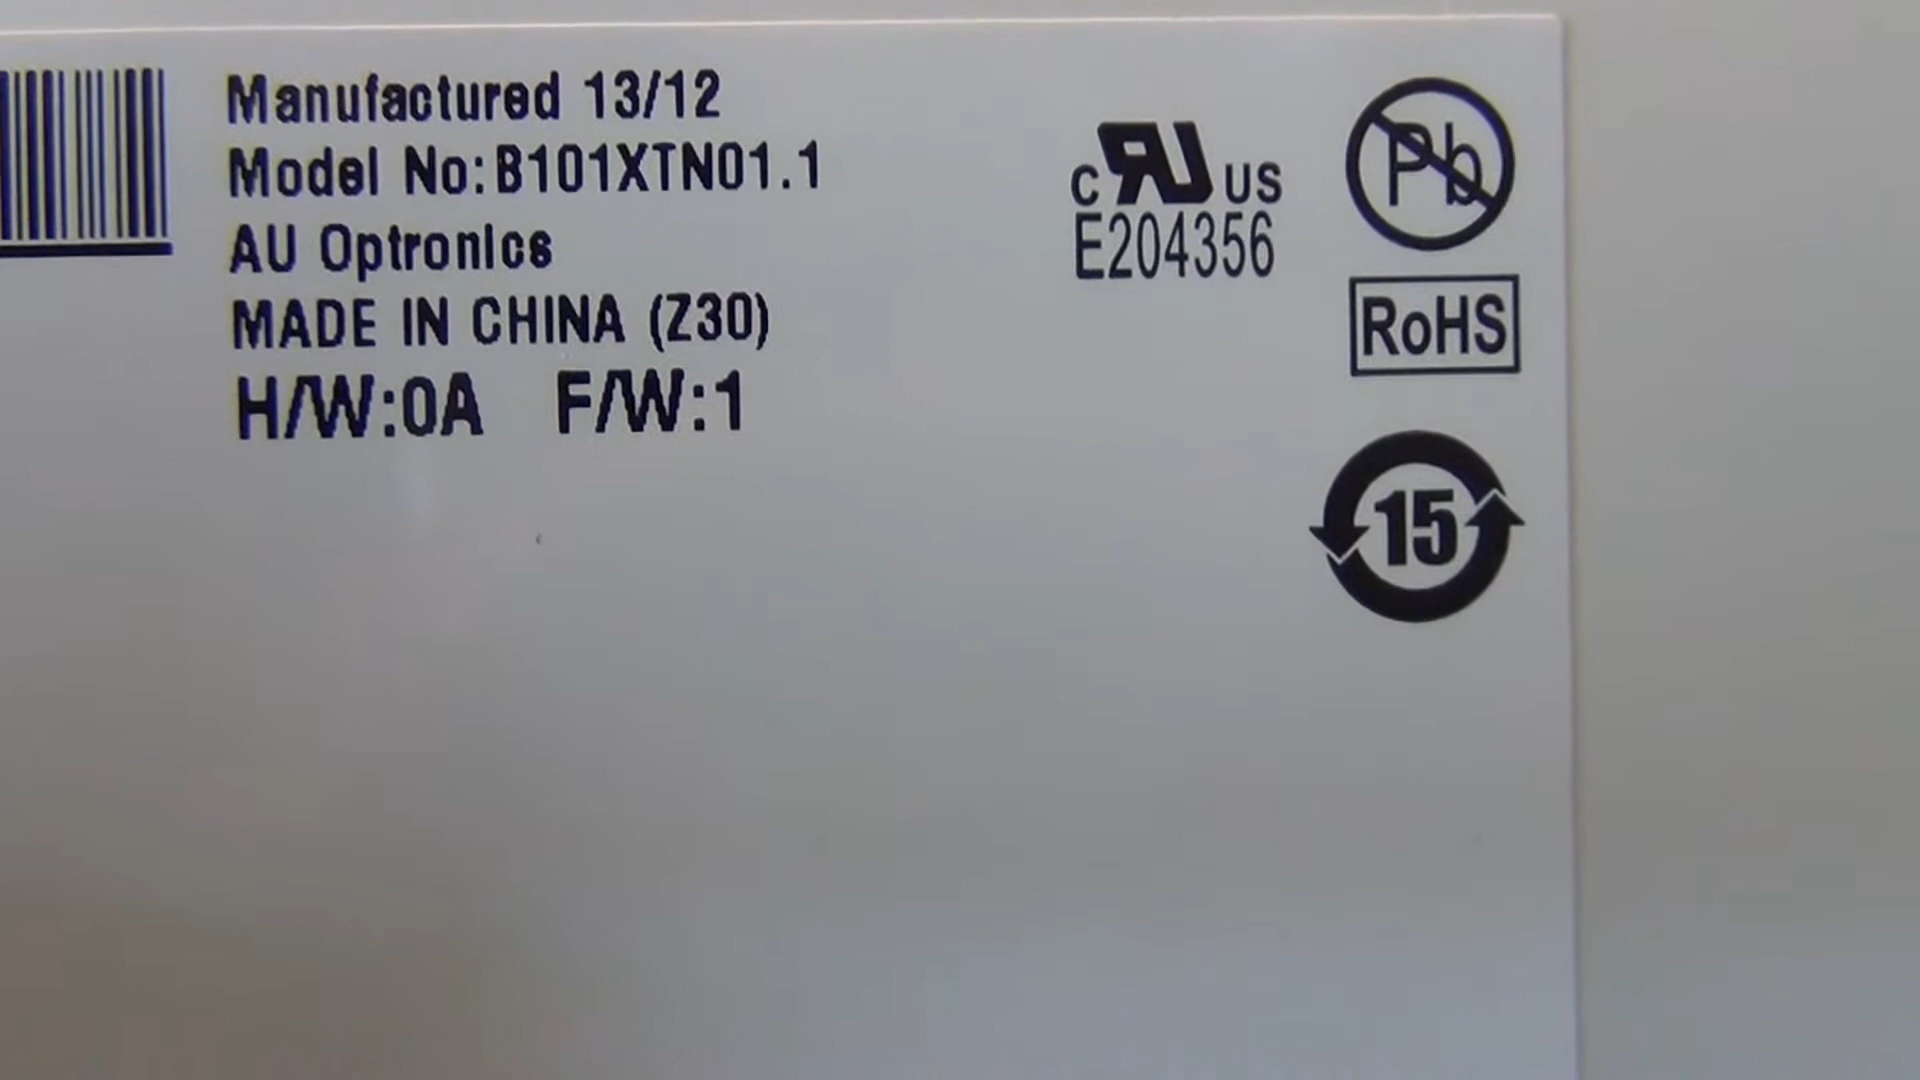 Manufactured 13/12
Model No:B101XTN01.1
AU Optronics
MADE IN CHINA (Z30)
H/W:0A F/W:1
c RU US
E204356
Pb
RoHS
15